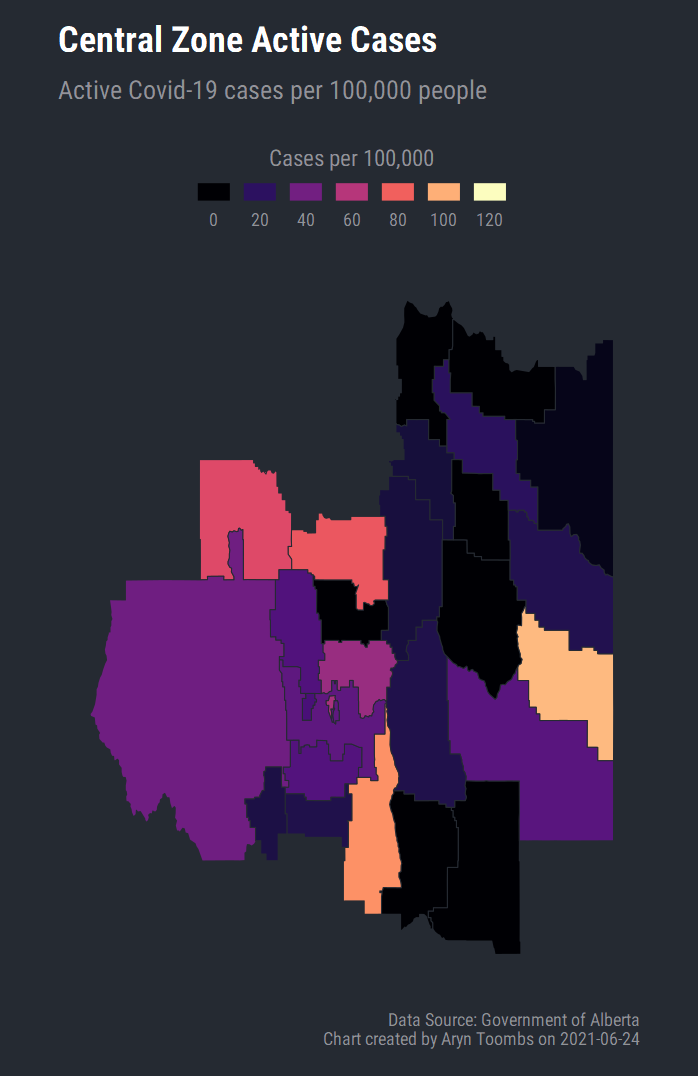 Central Zone Active Cases
Active Covid-19 cases per 100,000 people
Cases per 100,000
0 20 40 60 80 100 120
Data Source: Government of Alberta
Chart created by Aryn Toombs on 2021-06-24